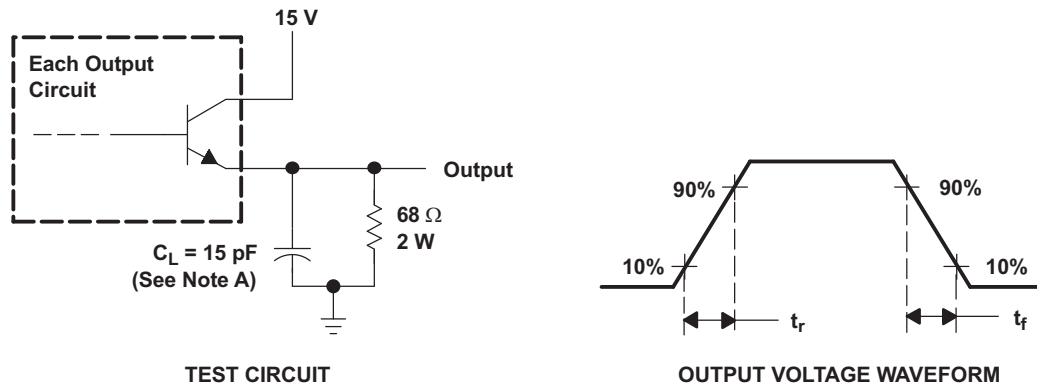 15 V
Each Output
Circuit
Output
68 Ω
2 W
C_L = 15 pF
(See Note A)
TEST CIRCUIT
90%
90%
10%
10%
t_r
t_f
OUTPUT VOLTAGE WAVEFORM